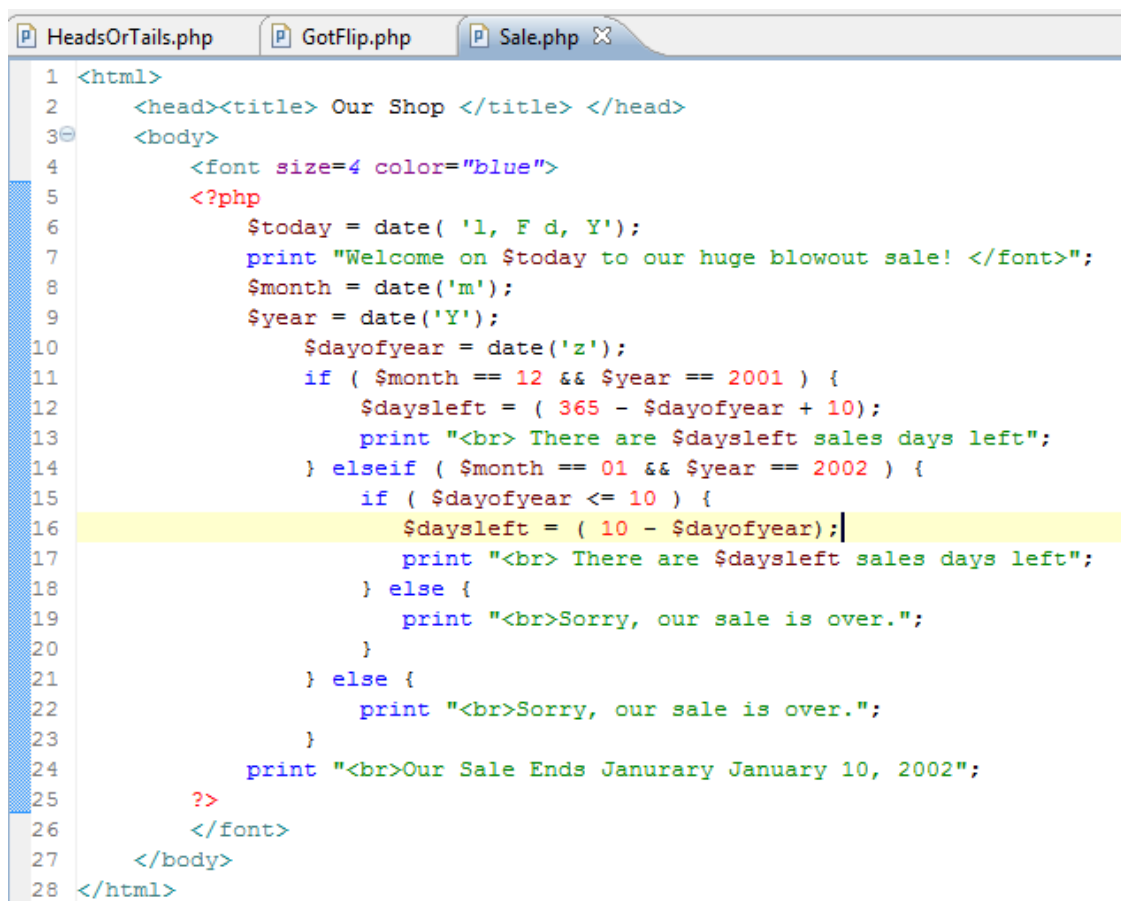 HeadsOrTails.php GotFlip.php Sale.php
1 <html>
2 <head><title> Our Shop </title> </head>
3 <body>
4 <font size=4 color="blue">
5 <?php
6 $today = date( 'l, F d, Y');
7 print "Welcome on $today to our huge blowout sale! </font>";
8 $month = date('m');
9 $year = date('Y');
10 $dayofyear = date('z');
11 if ( $month == 12 && $year == 2001 ) {
12 $daysleft = ( 365 - $dayofyear + 10);
13 print "<br> There are $daysleft sales days left";
14 } elseif ( $month == 01 && $year == 2002 ) {
15 if ( $dayofyear <= 10 ) {
16 $daysleft = ( 10 - $dayofyear);
17 print "<br> There are $daysleft sales days left";
18 } else {
19 print "<br>Sorry, our sale is over.";
20 }
21 } else {
22 print "<br>Sorry, our sale is over.";
23 }
24 print "<br>Our Sale Ends Janurary January 10, 2002";
25 ?>
26 </font>
27 </body>
28 </html>